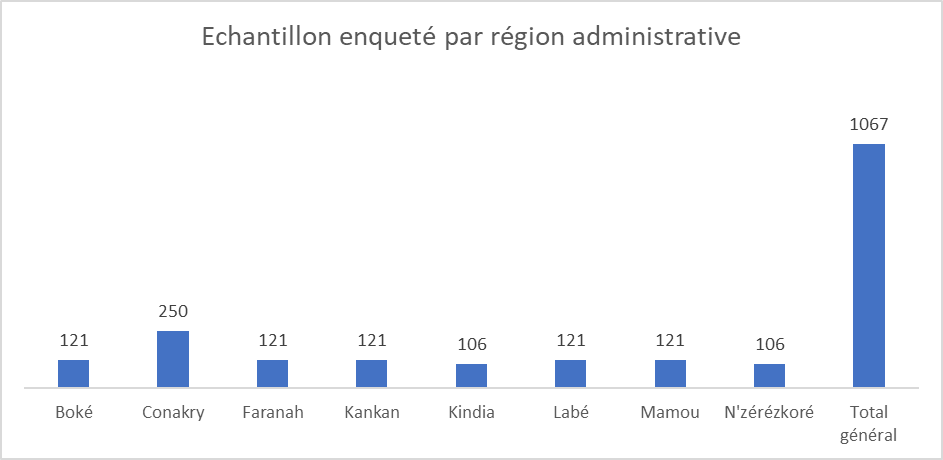 Echantillon enqueté par région administrative
1067
250
121
121
121
106
121
121
106
Boké
Conakry
Faranah
Kankan
Kindia
Labé
Mamou
N'zérézkoré
Total
général